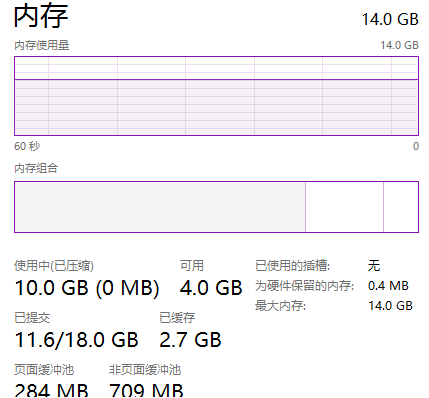 内存 14.0 GB
内存使用量 14.0 GB
60 秒 0
内存组合
使用中(已压缩) 可用 已使用的插槽: 无
10.0 GB (0 MB) 4.0 GB 为硬件保留的内存: 0.4 MB
最大内存: 14.0 GB
已提交 已缓存
11.6/18.0 GB 2.7 GB
页面缓冲池 非页面缓冲池
284 MB 709 MB